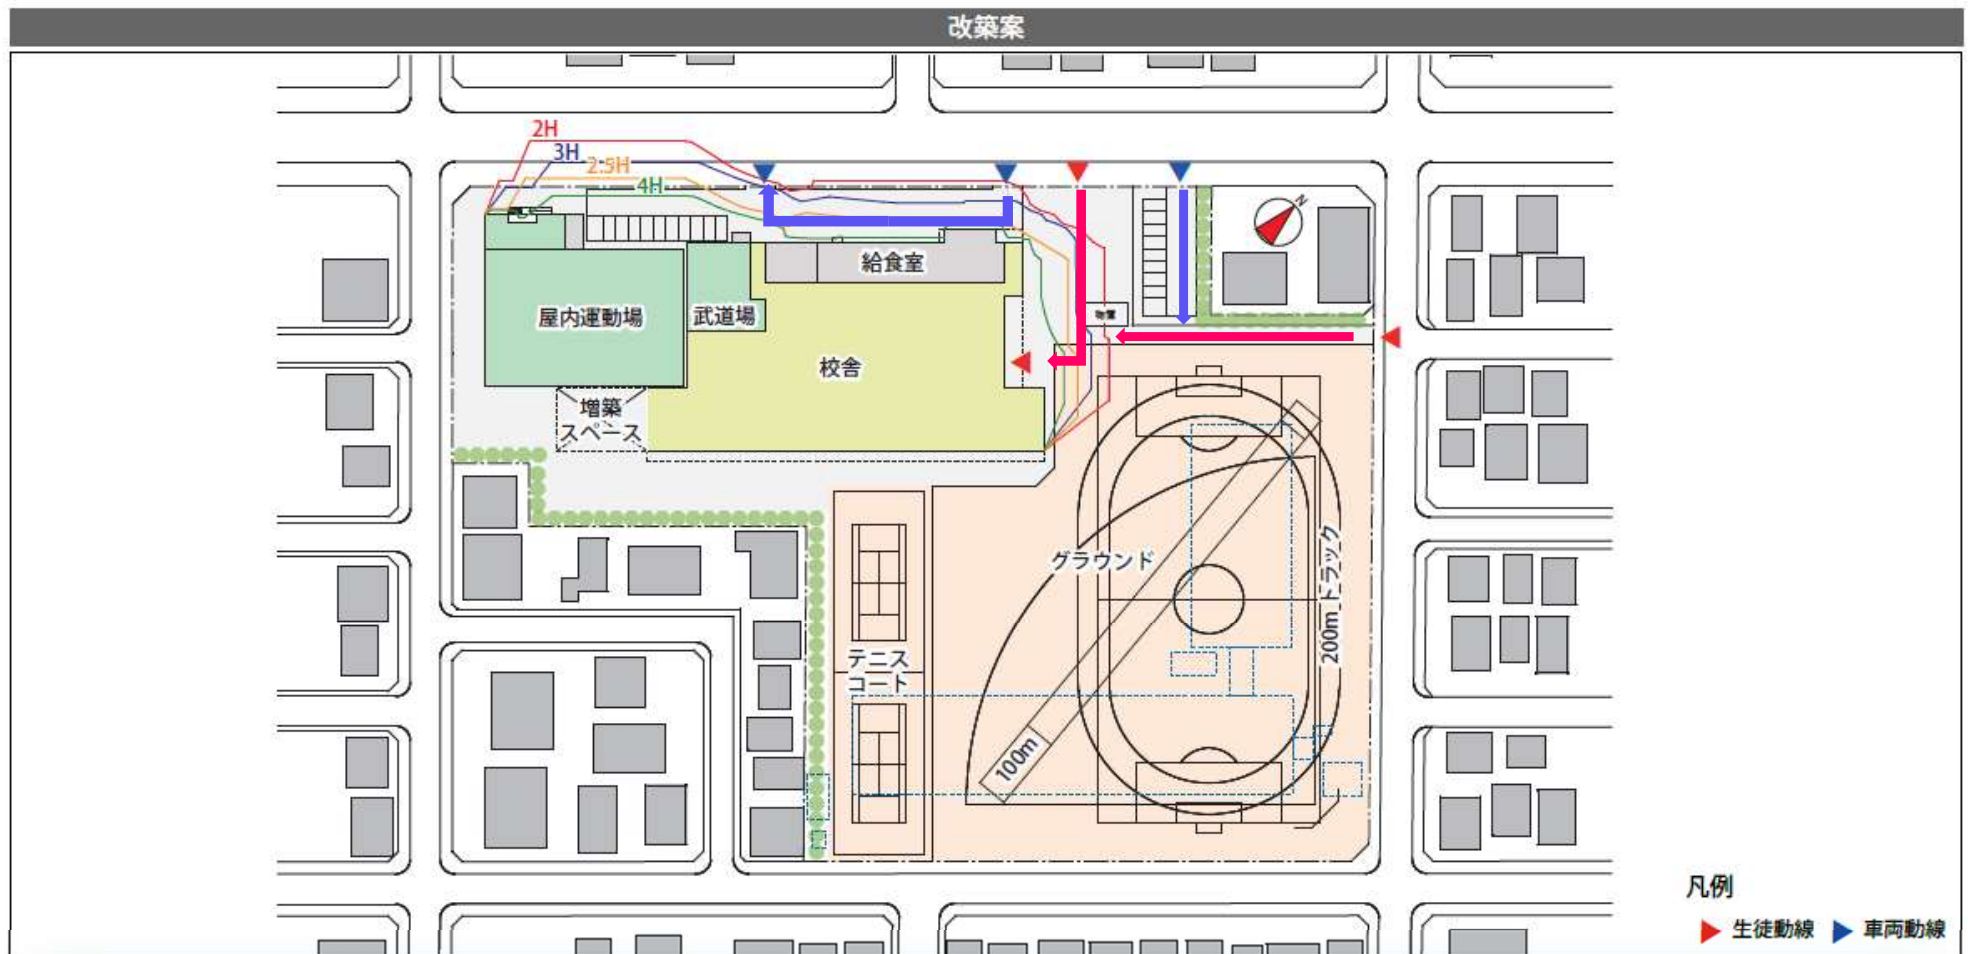 改築案
2H
3H
2.5H
4H
N
給食室
屋内運動場
武道場
物置
校舎
増築
スペース
グラウンド
200mトラック
テニス
コート
100m
凡例
生徒動線 車両動線